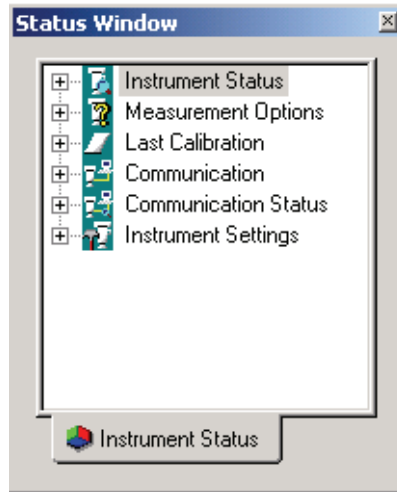 Status Window
Instrument Status
Measurement Options
Last Calibration
Communication
Communication Status
Instrument Settings
Instrument Status